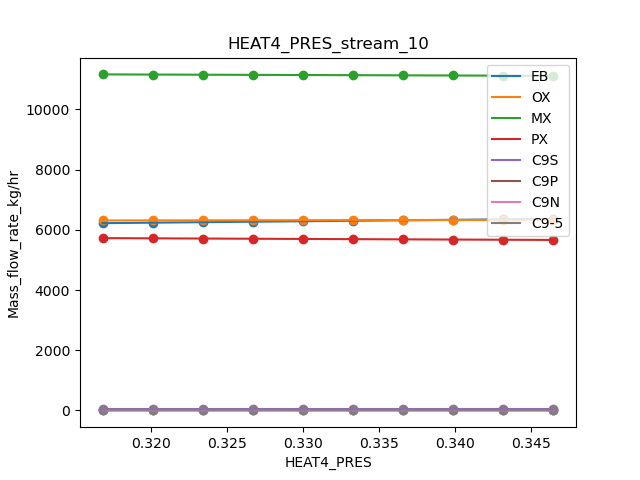 HEAT4_PRES_stream_10
Mass_flow_rate_kg/hr
10000
8000
6000
4000
2000
0
EB
OX
MX
PX
C9S
C9P
C9N
C9-5
0.320 0.325 0.330 0.335 0.340 0.345
HEAT4_PRES